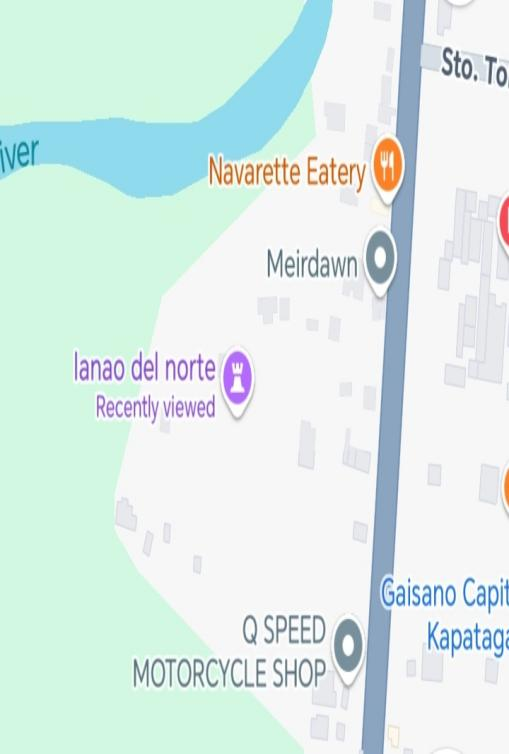 Sto. To
iver
Navarette Eatery
Meirdawn
lanao del norte
Recently viewed
Gaisano Capit
Kapataga
Q SPEED
MOTORCYCLE SHOP